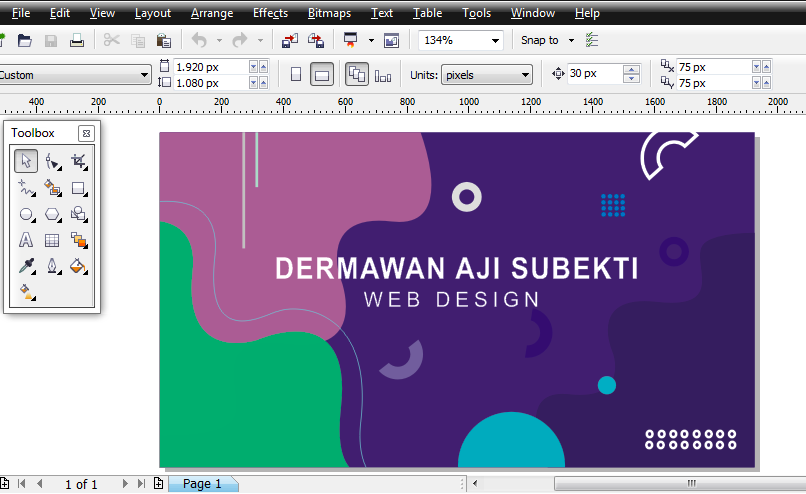 File Edit View Layout Arrange Effects Bitmaps Text Table Tools Window Help
134% Snap to
Custom 1.920 px 1.080 px Units: pixels 30 px 75 px 75 px
400 200 0 200 400 600 800 1000 1200 1400 1600 1800 2000
Toolbox
DERMAWAN AJI SUBEKTI
WEB DESIGN
1 of 1 Page 1